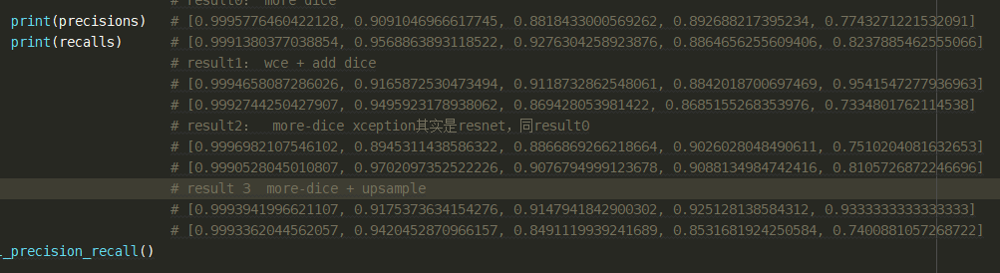 # result0: more dice
print(precisions) # [0.9995776460422128, 0.9091046966617745, 0.8818433000569262, 0.892688217395234, 0.7743271221532091]
print(recalls) # [0.9991380377038854, 0.9568863893118522, 0.9276304258923876, 0.8864656255609406, 0.8237885462555066]
# result1: wce + add dice
# [0.9994658087286026, 0.9165872530473494, 0.9118732862548061, 0.8842018700697469, 0.9541547277936963]
# [0.9992744250427907, 0.9495923178938062, 0.869428053981422, 0.8685155268353976, 0.7334801762114538]
# result2: more-dice xception其实是resnet，同result0
# [0.9996982107546102, 0.8945311438586322, 0.8866869266218664, 0.9026028048490611, 0.7510204081632653]
# [0.9990528045010807, 0.9702097352522226, 0.9076794999123678, 0.9088134984742416, 0.8105726872246696]
# result 3 more-dice + upsample
# [0.9993941996621107, 0.9175373634154276, 0.9147941842900302, 0.925128138584312, 0.9333333333333333]
# [0.9993362044562057, 0.9420452870966157, 0.8491119939241689, 0.8531681924250584, 0.7400881057268722]
_precision_recall()